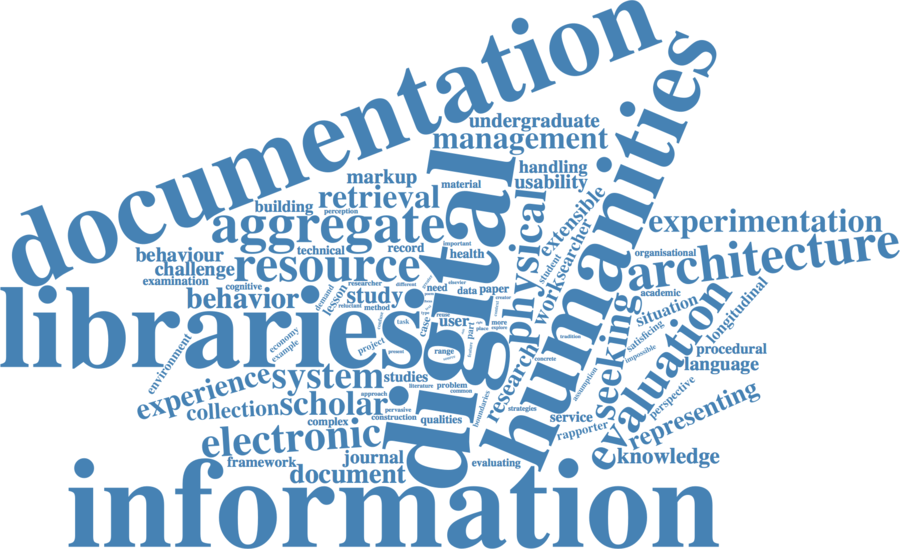 documentation
humanities
undergraduate
management
digital
handling
usability
markup
material
retrieval
building
perception
extensible
physical
aggregate
experimentation
important
technical
record
health
organisational
behaviour
architecture
challenge
resource
researcher
student
work
examination
cognitive
behavior
lesson
demand
researcher
different
need
data
paper
creator
academic
study
reluctant
method
libraries
case
user
task
part
more
explore
place
situation
longitudinal
satisficing
seeking
evaluation
tradition
impossible
economy
example
project
range
concrete
procedural
language
environment
experience
system
studies
literature
problem
common
research
assumption
perspective
approach
collection
scholar
pervasive
construction
qualities
boundaries
strategies
service
rapporter
representing
complex
electronic
framework
journal
document
evaluating
knowledge
information